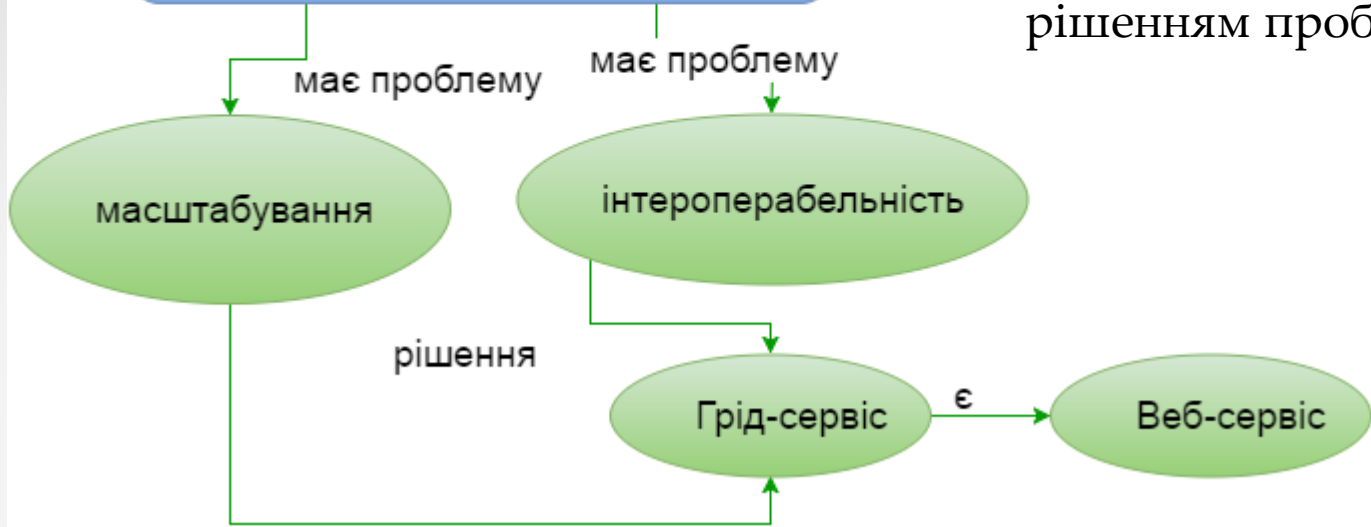 рішенням проб
має проблему
має проблему
масштабування
інтероперабельність
рішення
Грід-сервіс
є
Веб-сервіс